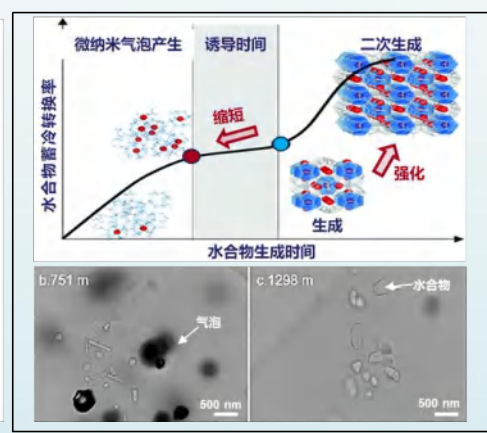 微纳米气泡产生
诱导时间
二次生成
水合物蓄冷转换率
缩短
强化
生成
水合物生成时间
b.751 m
气泡
500 nm
c.1298 m
水合物
500 nm